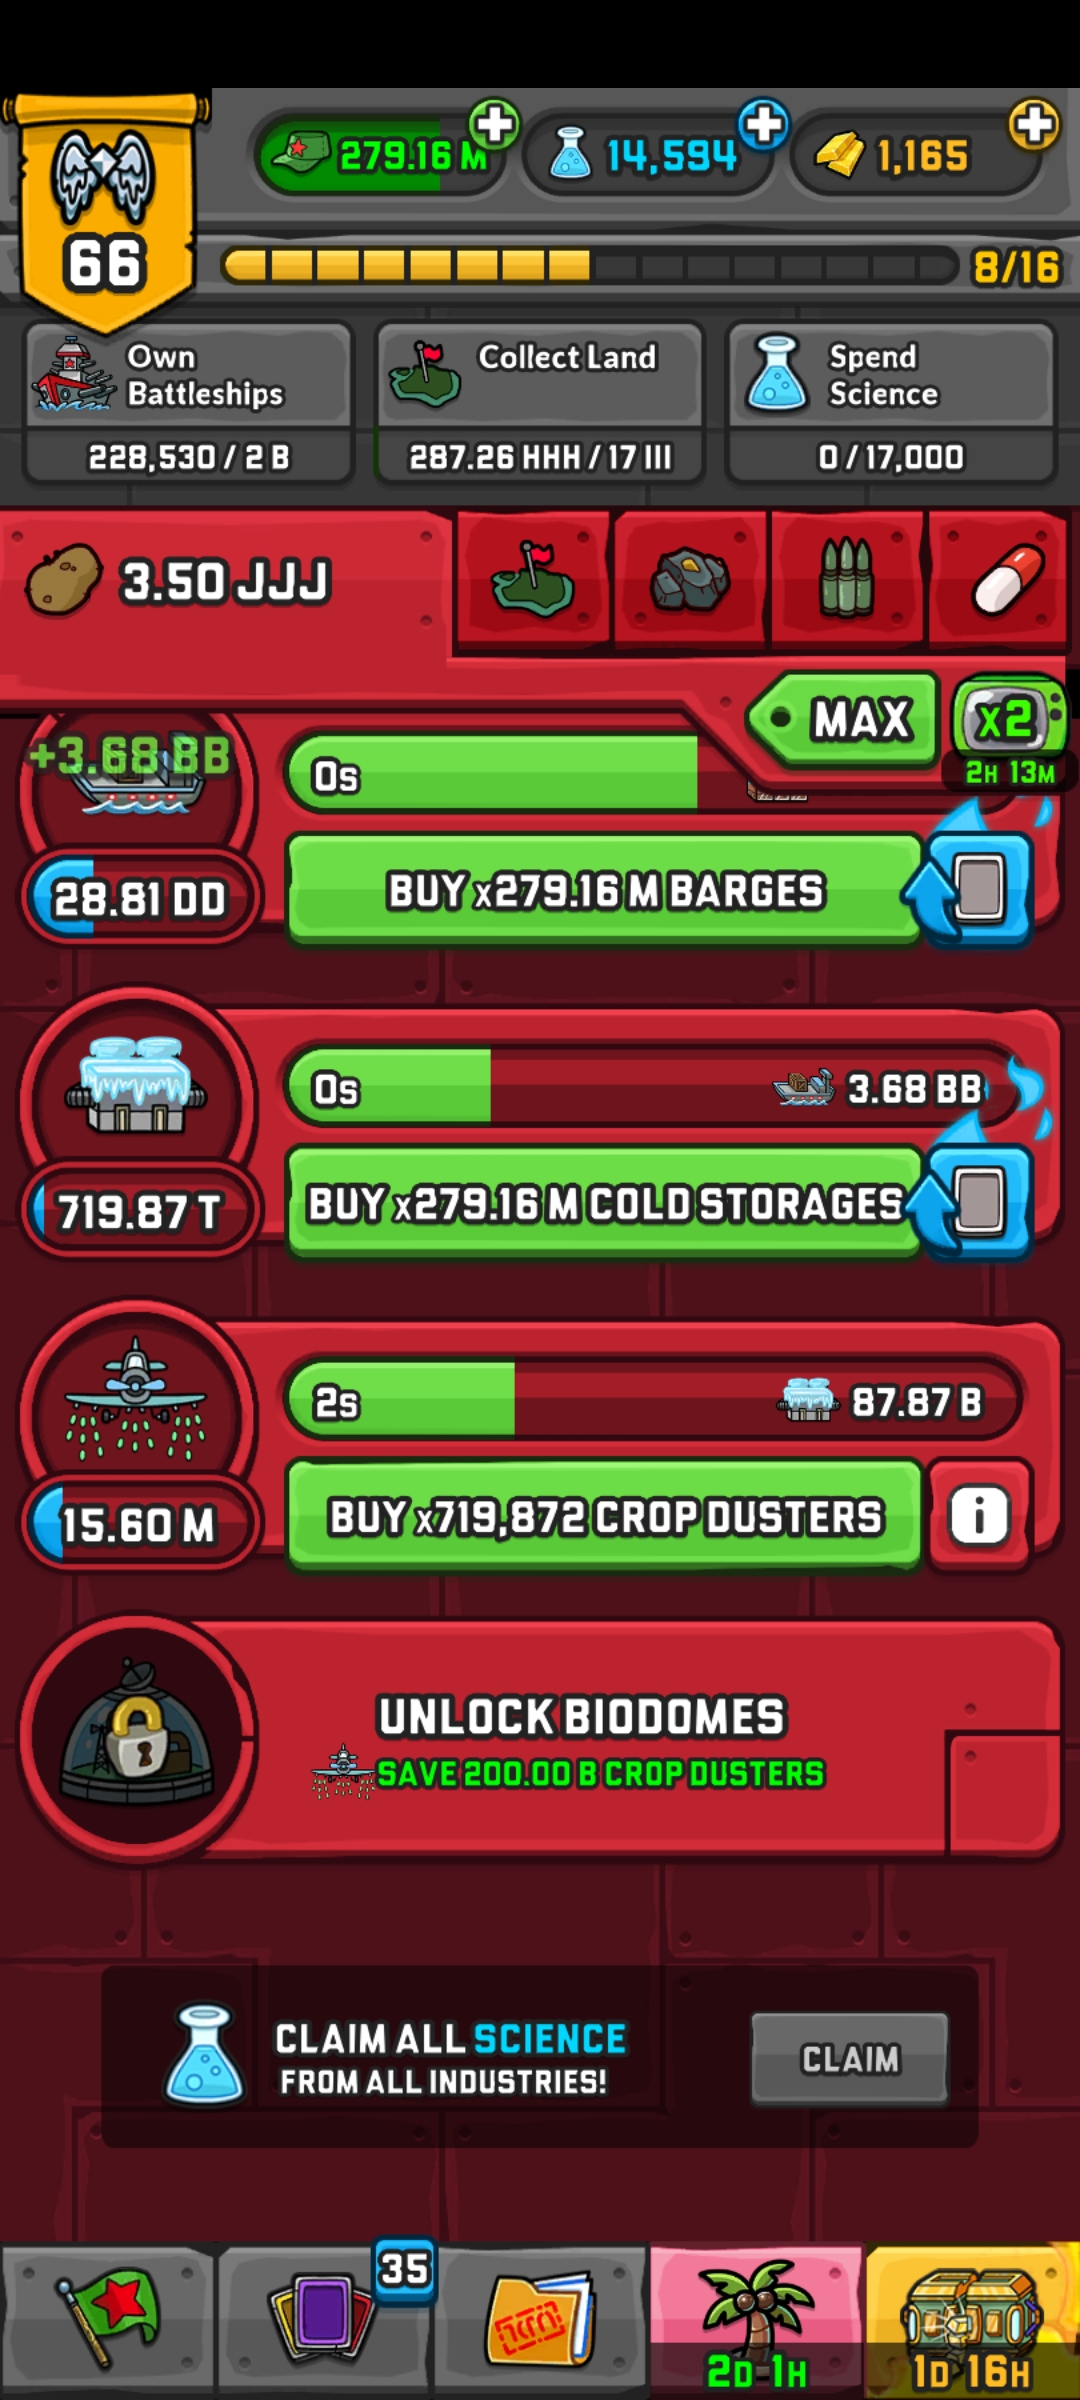 279.16 M
14,594
1,165
66
8/16
Own
Battleships
228,530 / 2 B
Collect Land
287.26 HHH / 17 III
Spend
Science
0 / 17,000
3.50 JJJ
MAX
x2
2H 13M
+3.68 BB
0s
28.81 DD
BUY x279.16 M BARGES
0s
3.68 BB
719.87 T
BUY x279.16 M COLD STORAGES
2s
87.87 B
15.60 M
BUY x719,872 CROP DUSTERS
i
UNLOCK BIODOMES
SAVE 200.00 B CROP DUSTERS
CLAIM ALL SCIENCE
FROM ALL INDUSTRIES!
CLAIM
35
2D 1H
1D 16H